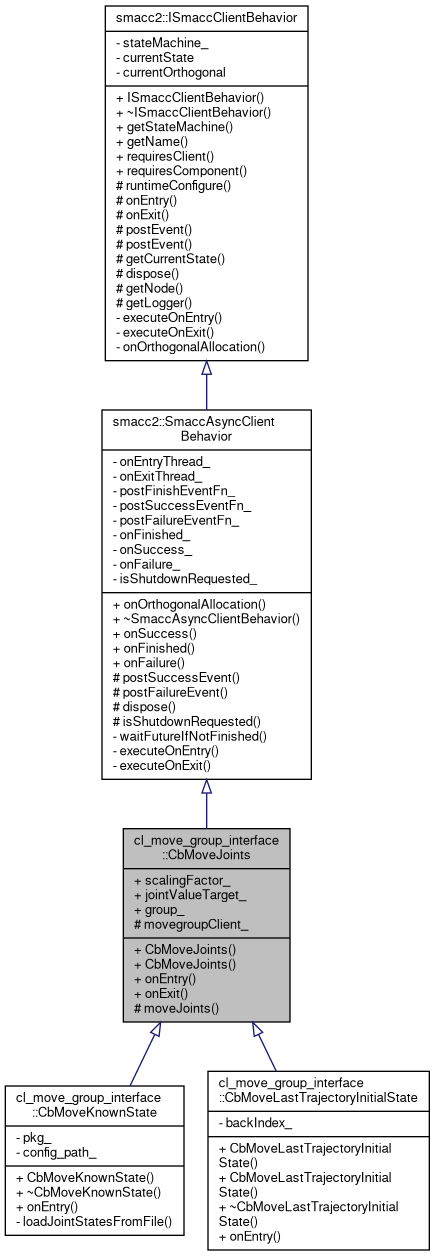 smacc2::ISmaccClientBehavior
- stateMachine_
- currentState
- currentOrthogonal
+ ISmaccClientBehavior()
+ ~ISmaccClientBehavior()
+ getStateMachine()
+ getName()
+ requiresClient()
+ requiresComponent()
# runtimeConfigure()
# onEntry()
# onExit()
# postEvent()
# postEvent()
# getCurrentState()
# dispose()
# getNode()
# getLogger()
- executeOnEntry()
- executeOnExit()
- onOrthogonalAllocation()
smacc2::SmaccAsyncClient
Behavior
- onEntryThread_
- onExitThread_
- postFinishEventFn_
- postSuccessEventFn_
- postFailureEventFn_
- onFinished_
- onSuccess_
- onFailure_
- isShutdownRequested_
+ onOrthogonalAllocation()
+ ~SmaccAsyncClientBehavior()
+ onSuccess()
+ onFinished()
+ onFailure()
# postSuccessEvent()
# postFailureEvent()
# dispose()
# isShutdownRequested()
- waitFutureIfNotFinished()
- executeOnEntry()
- executeOnExit()
cl_move_group_interface
::CbMoveJoints
+ scalingFactor_
+ jointValueTarget_
+ group_
# movegroupClient_
+ CbMoveJoints()
+ CbMoveJoints()
+ onEntry()
+ onExit()
# moveJoints()
cl_move_group_interface
::CbMoveKnownState
- pkg_
- config_path_
+ CbMoveKnownState()
+ ~CbMoveKnownState()
+ onEntry()
- loadJointStatesFromFile()
cl_move_group_interface
::CbMoveLastTrajectoryInitialState
- backIndex_
+ CbMoveLastTrajectoryInitial
State()
+ CbMoveLastTrajectoryInitial
State()
+ ~CbMoveLastTrajectoryInitial
State()
+ onEntry()